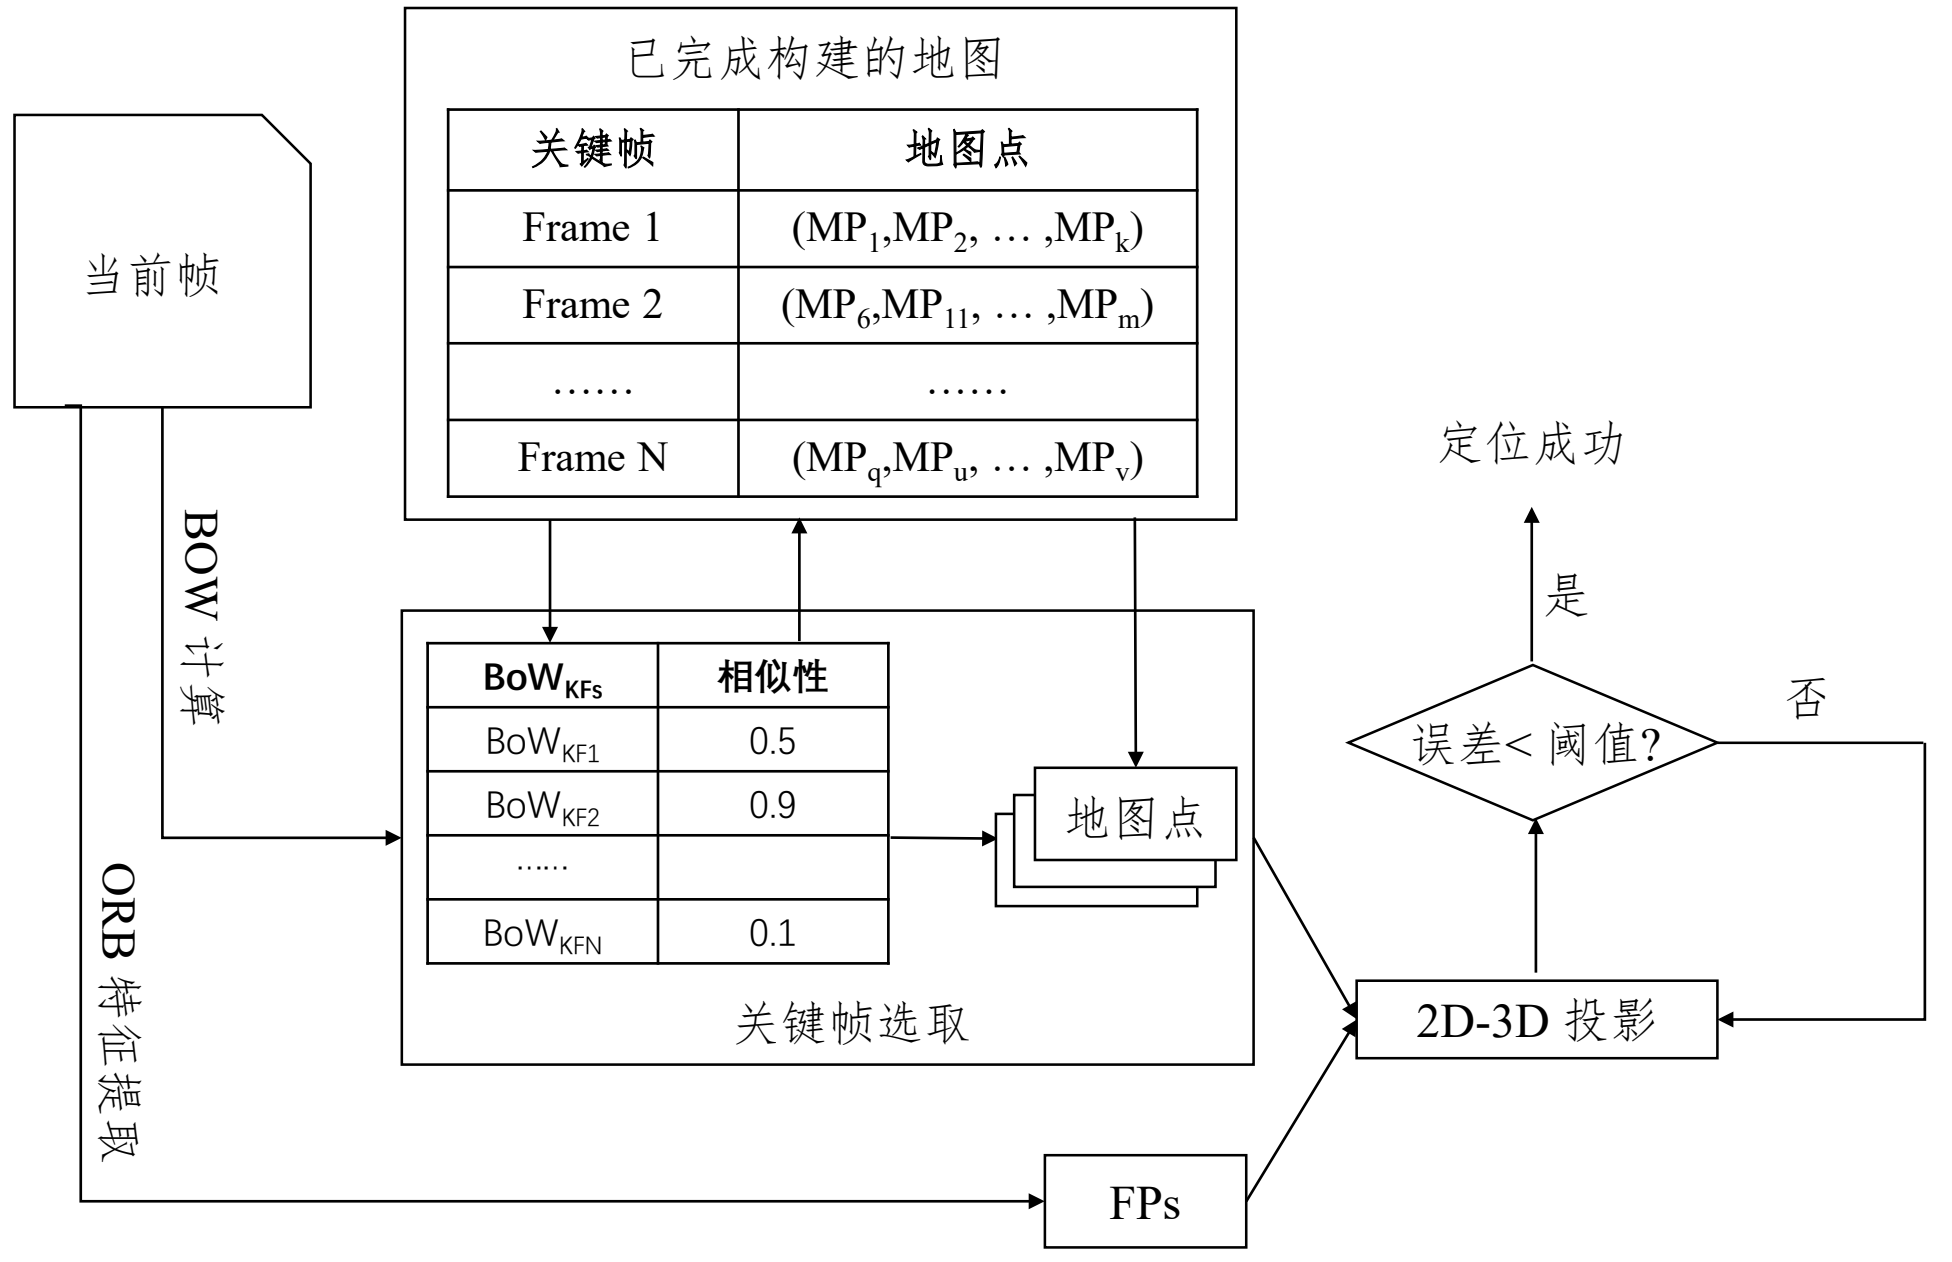 已完成构建的地图
关键帧 地图点
Frame 1 (MP1,MP2, … ,MPk)
Frame 2 (MP6,MP11, … ,MPm)
…… ……
Frame N (MPq,MPu, … ,MPv)
当前帧
BOW 计算
ORB 特征提取
BoWKFs 相似性
BoWKF1 0.5
BoWKF2 0.9
……
BoWKFN 0.1
地图点
关键帧选取
FPs
2D-3D 投影
误差< 阈值?
是
否
定位成功